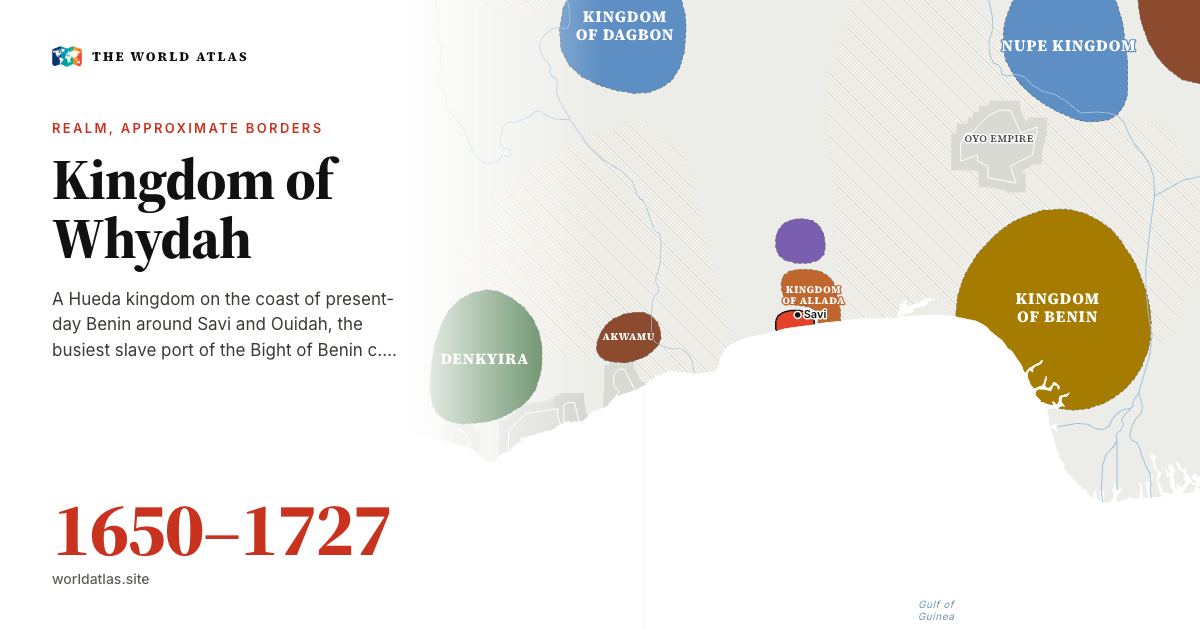 THE WORLD ATLAS
REALM, APPROXIMATE BORDERS
Kingdom of
Whydah
A Hueda kingdom on the coast of present-
day Benin around Savi and Ouidah, the
busiest slave port of the Bight of Benin c....
1650–1727
worldatlas.site
KINGDOM
OF DAGBON
NUPE KINGDOM
OYO EMPIRE
KINGDOM
OF ALLADA
Savi
KINGDOM
OF BENIN
AKWAMU
DENKYIRA
Gulf of
Guinea